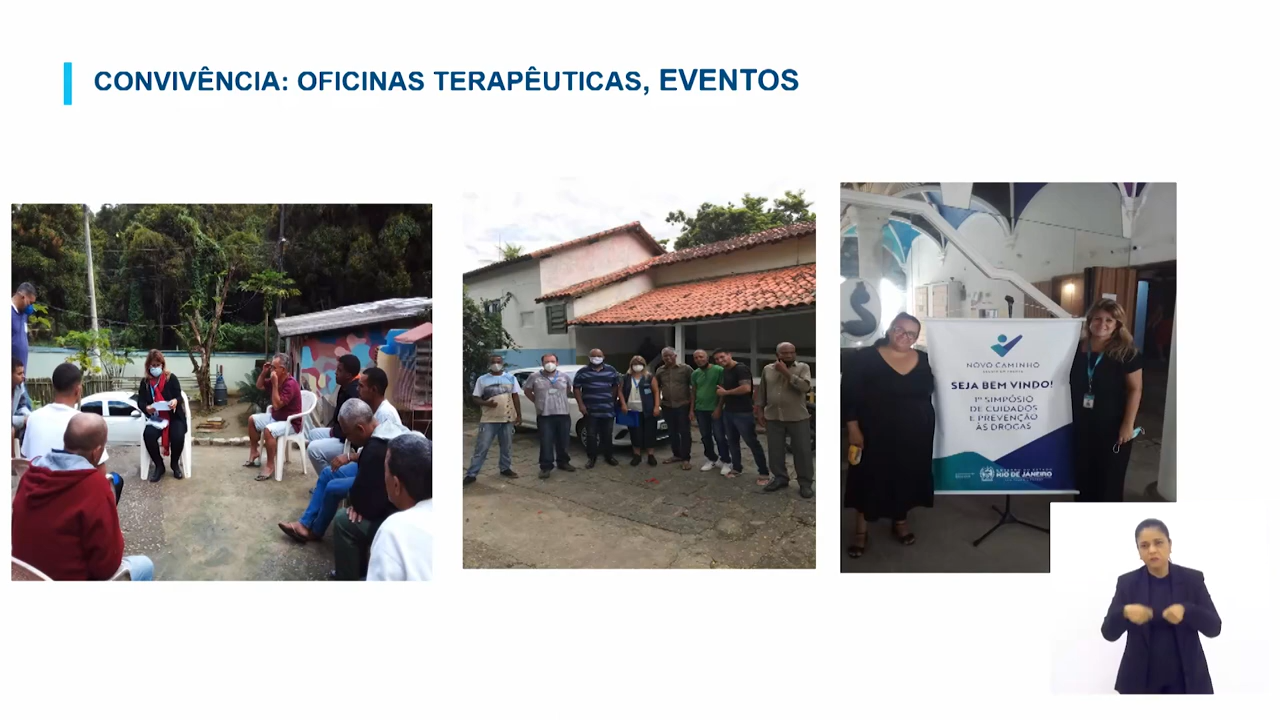 CONVIVÊNCIA: OFICINAS TERAPÊUTICAS, EVENTOS
NOVO CAMINHO
SEJA BEM VINDO!
1º SIMPÓSIO
DE CUIDADOS
E PREVENÇÃO
ÀS DROGAS
RIO DE JANEIRO